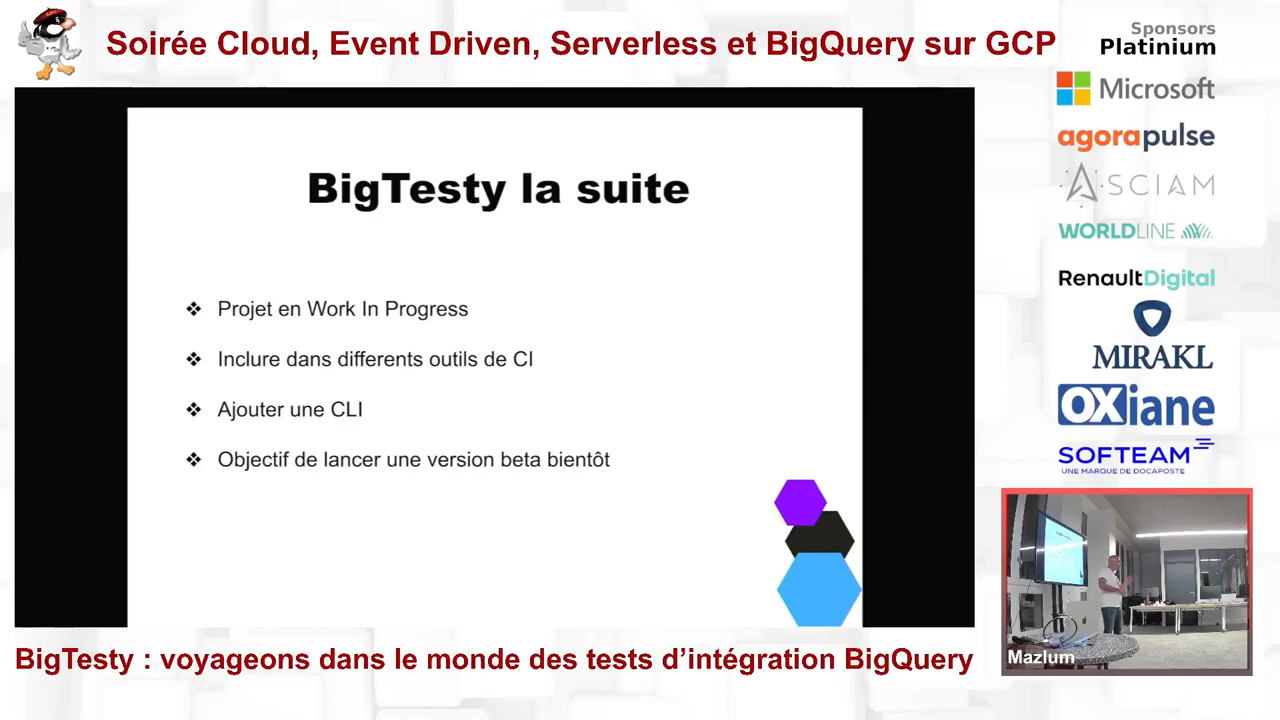 Soirée Cloud, Event Driven, Serverless et BigQuery sur GCP
Sponsors
Platinium
Microsoft
agorapulse
ASCIAM
WORLDLINE
RenaultDigital
MIRAKL
OXiane
SOFTEAM
UNE MARQUE DE DOCAPOSTE
BigTesty la suite
❖ Projet en Work In Progress
❖ Inclure dans differents outils de CI
❖ Ajouter une CLI
❖ Objectif de lancer une version beta bientôt
Mazlum
BigTesty : voyageons dans le monde des tests d’intégration BigQuery